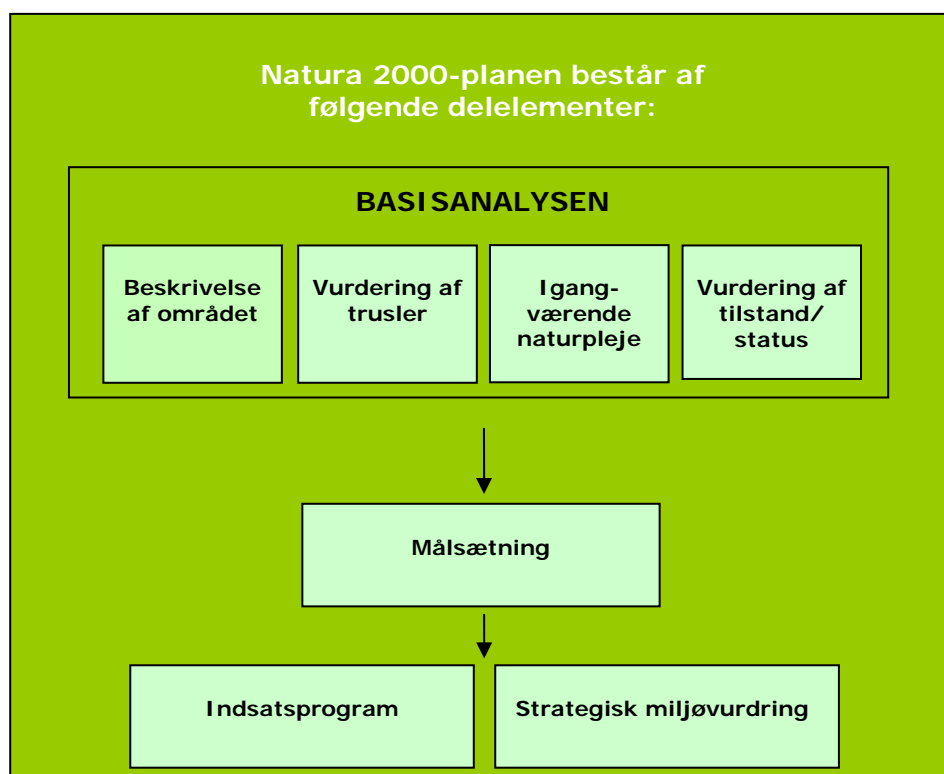 Natura 2000-planen består af
følgende delelementer:
BASISANALYSEN
Beskrivelse
af området
Vurdering af
trusler
Igang-
værende
naturpleje
Vurdering af
tilstand/
status
Målsætning
Indsatsprogram
Strategisk miljøvurdring